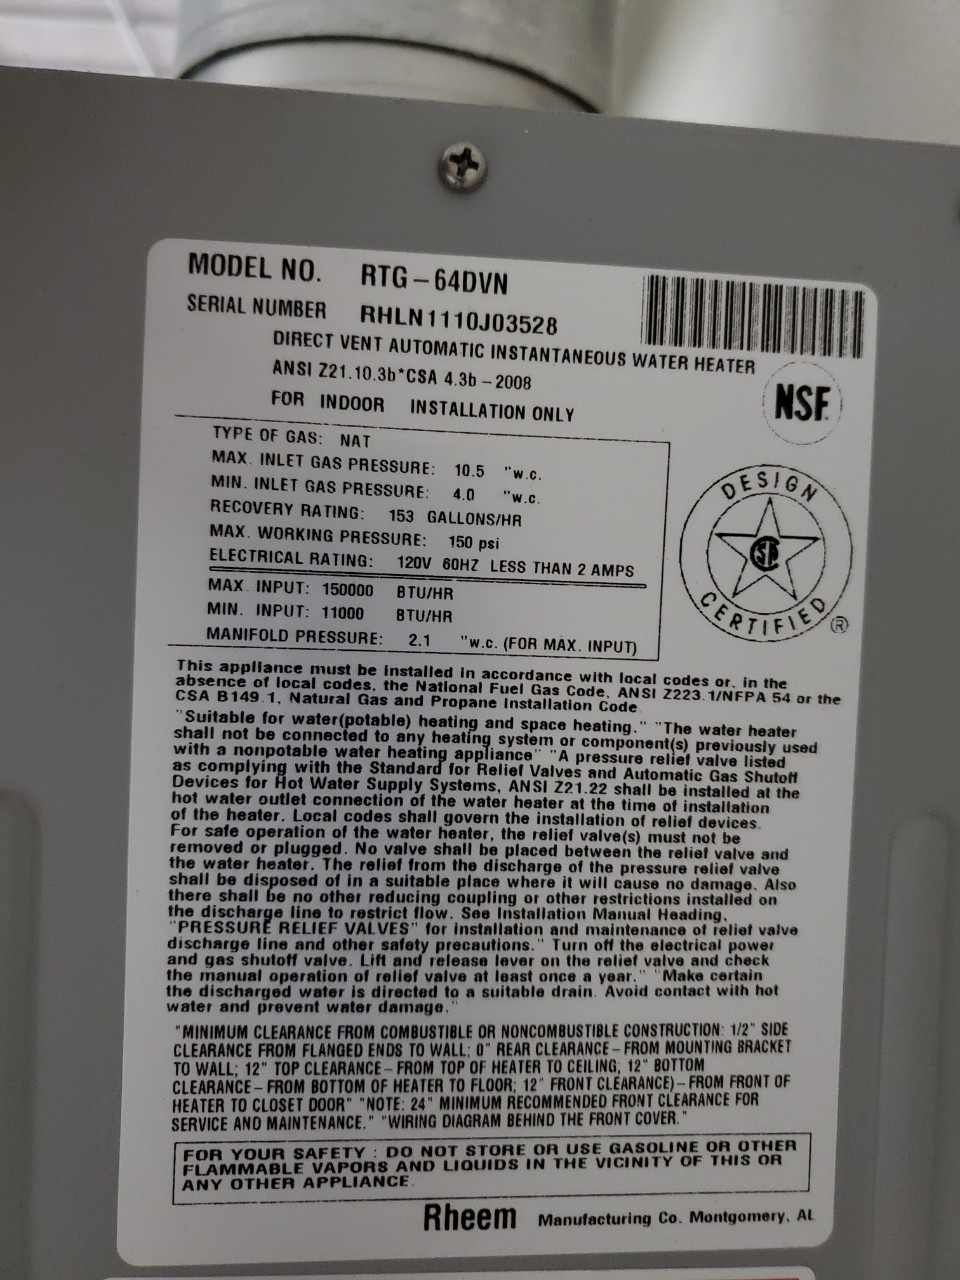 MODEL NO. RTG-64DVN
SERIAL NUMBER RHLN1110J03528
DIRECT VENT AUTOMATIC INSTANTANEOUS WATER HEATER
ANSI Z21.10.3b*CSA 4.3b - 2008
FOR INDOOR INSTALLATION ONLY
NSF.
TYPE OF GAS: NAT
MAX. INLET GAS PRESSURE: 10.5 "w.c.
MIN. INLET GAS PRESSURE: 4.0 "w.c.
RECOVERY RATING: 153 GALLONS/HR
MAX. WORKING PRESSURE: 150 psi
ELECTRICAL RATING: 120V 60HZ LESS THAN 2 AMPS
MAX. INPUT: 150000 BTU/HR
MIN. INPUT: 11000 BTU/HR
MANIFOLD PRESSURE: 2.1 "w.c. (FOR MAX. INPUT)
DESIGN
SA
CERTIFIED ®
This appliance must be installed in accordance with local codes or, in the
absence of local codes, the National Fuel Gas Code, ANSI Z223.1/NFPA 54 or the
CSA B149.1, Natural Gas and Propane Installation Code.
"Suitable for water(potable) heating and space heating." "The water heater
shall not be connected to any heating system or component(s) previously used
with a nonpotable water heating appliance" "A pressure relief valve listed
as complying with the Standard for Relief Valves and Automatic Gas Shutoff
Devices for Hot Water Supply Systems, ANSI Z21.22 shall be installed at the
hot water outlet connection of the water heater at the time of installation
of the heater. Local codes shall govern the installation of relief devices.
For safe operation of the water heater, the relief valve(s) must not be
removed or plugged. No valve shall be placed between the relief valve and
the water heater. The relief from the discharge of the pressure relief valve
shall be disposed of in a suitable place where it will cause no damage. Also
there shall be no other reducing coupling or other restrictions installed on
the discharge line to restrict flow. See Installation Manual Heading,
"PRESSURE RELIEF VALVES" for installation and maintenance of relief valve
discharge line and other safety precautions." Turn off the electrical power
and gas shutoff valve. Lift and release lever on the relief valve and check
the manual operation of relief valve at least once a year." "Make certain
the discharged water is directed to a suitable drain. Avoid contact with hot
water and prevent water damage."
"MINIMUM CLEARANCE FROM COMBUSTIBLE OR NONCOMBUSTIBLE CONSTRUCTION: 1/2" SIDE
CLEARANCE FROM FLANGED ENDS TO WALL; 0" REAR CLEARANCE - FROM MOUNTING BRACKET
TO WALL; 12" TOP CLEARANCE - FROM TOP OF HEATER TO CEILING; 12" BOTTOM
CLEARANCE - FROM BOTTOM OF HEATER TO FLOOR; 12" FRONT CLEARANCE) - FROM FRONT OF
HEATER TO CLOSET DOOR" "NOTE: 24" MINIMUM RECOMMENDED FRONT CLEARANCE FOR
SERVICE AND MAINTENANCE." "WIRING DIAGRAM BEHIND THE FRONT COVER."
FOR YOUR SAFETY : DO NOT STORE OR USE GASOLINE OR OTHER
FLAMMABLE VAPORS AND LIQUIDS IN THE VICINITY OF THIS OR
ANY OTHER APPLIANCE.
Rheem Manufacturing Co. Montgomery, AL